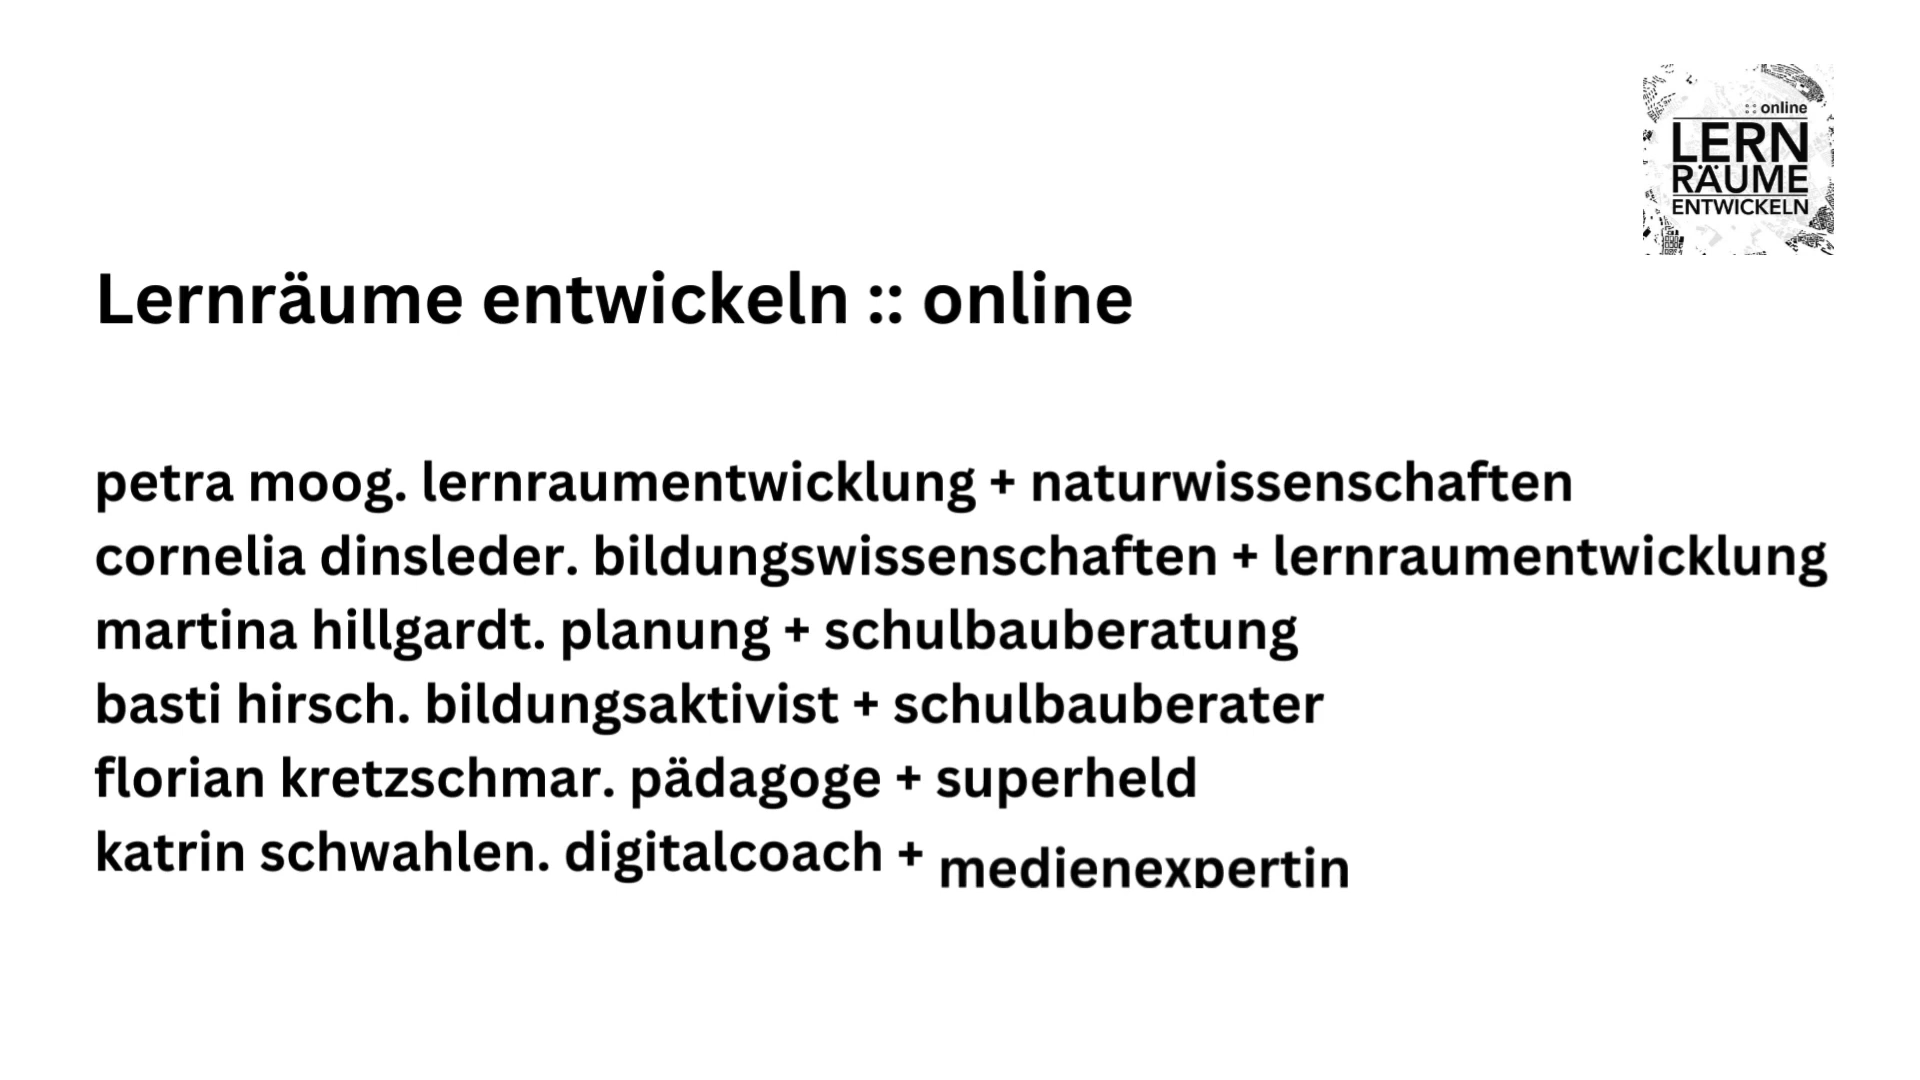 :: online
LERN
RÄUME
ENTWICKELN
Lernräume entwickeln :: online
petra moog. lernraumentwicklung + naturwissenschaften
cornelia dinsleder. bildungswissenschaften + lernraumentwicklung
martina hillgardt. planung + schulbauberatung
basti hirsch. bildungsaktivist + schulbauberater
florian kretzschmar. pädagoge + superheld
katrin schwahlen. digitalcoach + medienexpertin